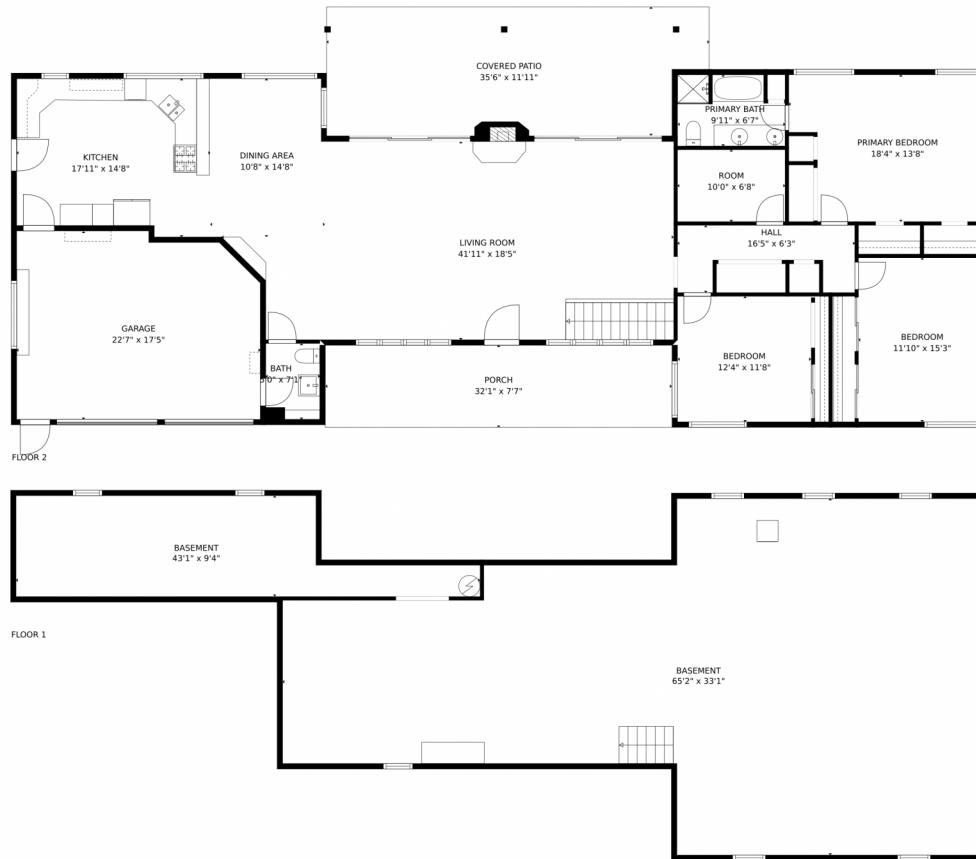 COVERED PATIO
35'6" x 11'11"
PRIMARY BATH
9'11" x 6'7"
KITCHEN
17'11" x 14'8"
DINING AREA
10'8" x 14'8"
PRIMARY BEDROOM
18'4" x 13'8"
ROOM
10'0" x 6'8"
HALL
16'5" x 6'3"
LIVING ROOM
41'11" x 18'5"
GARAGE
22'7" x 17'5"
BATH
5'0" x 7'1"
PORCH
32'1" x 7'7"
BEDROOM
12'4" x 11'8"
BEDROOM
11'10" x 15'3"
FLOOR 2
BASEMENT
43'1" x 9'4"
FLOOR 1
BASEMENT
65'2" x 33'1"